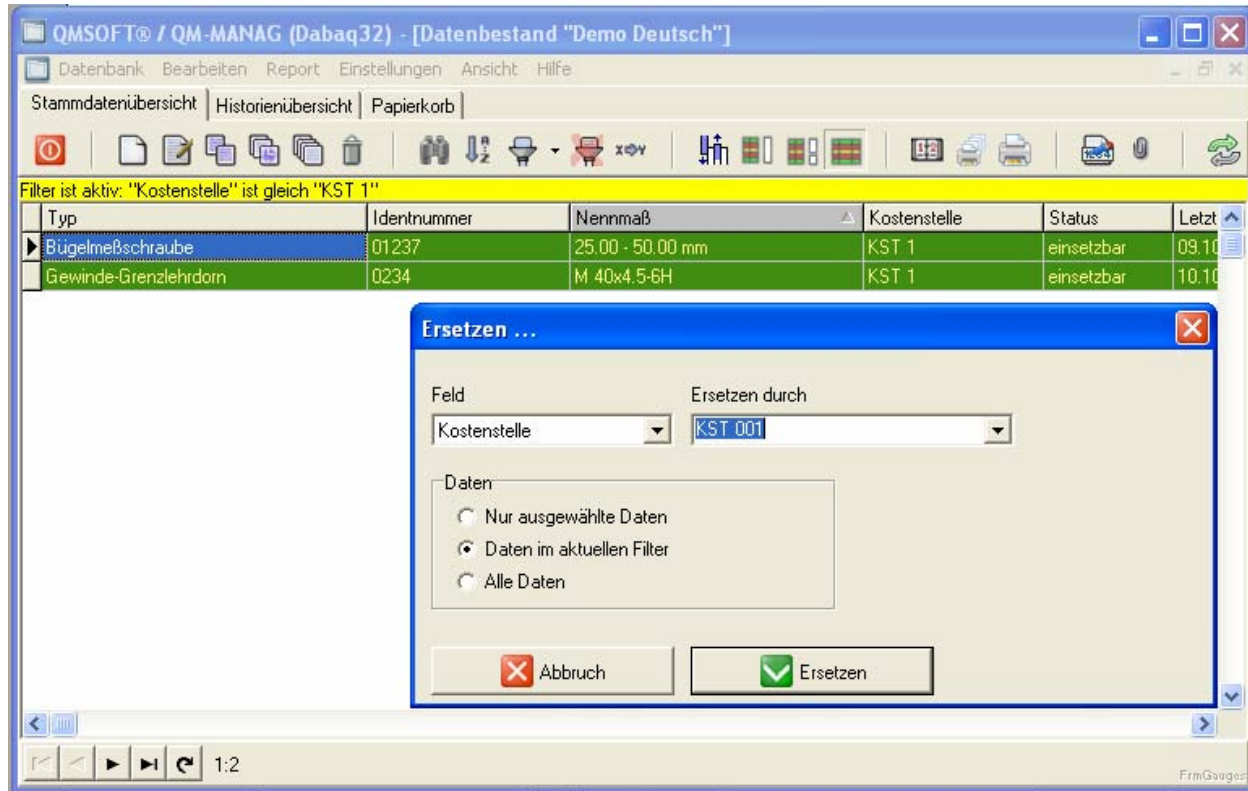 QMSOFT® / QM-MANAG (Dabaq32) - [Datenbestand "Demo Deutsch"]
Datenbank Bearbeiten Report Einstellungen Ansicht Hilfe
Stammdatenübersicht Historienübersicht Papierkorb
Filter ist aktiv: "Kostenstelle" ist gleich "KST 1"
Typ Identnummer Nennmaß Kostenstelle Status Letzt
Bügelmeßschraube 01237 25.00 - 50.00 mm KST 1 einsetzbar 09.10
Gewinde-Grenzlehrdorn 0234 M 40x4.5-6H KST 1 einsetzbar 10.10
Ersetzen ...
Feld Ersetzen durch
Kostenstelle KST 001
Daten
Nur ausgewählte Daten
Daten im aktuellen Filter
Alle Daten
Abbruch Ersetzen
1:2
FrmGauges